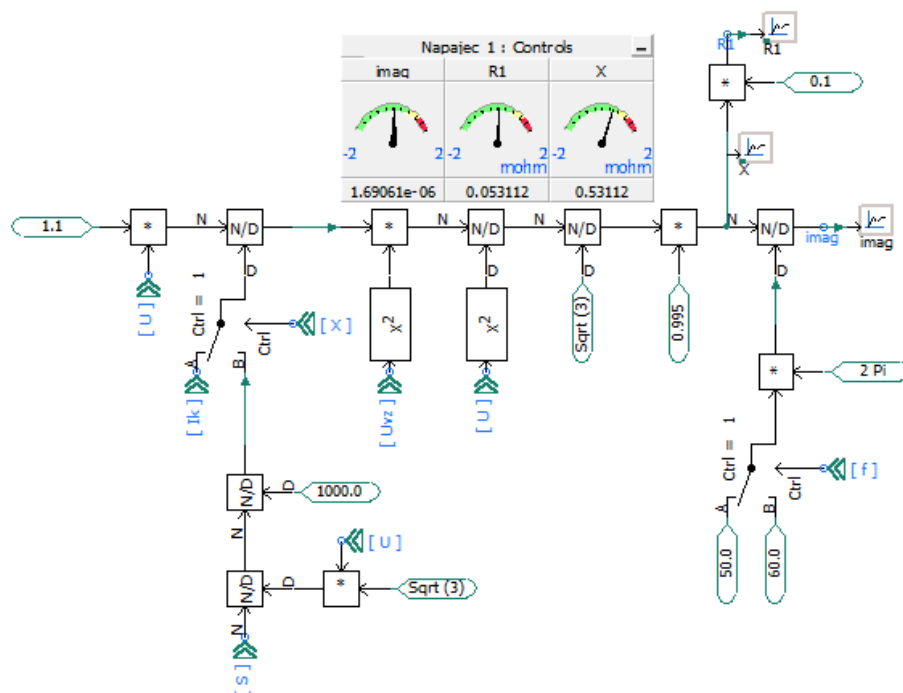 Napajec 1 : Controls
imag R1 X
-2 2 -2 2 -2 2
mohm mohm
1.69061e-06 0.053112 0.53112
R1 R1
* 0.1
X
1.1 * N N/D * N N/D N N/D * N N/D imag imag
D D D D
[ U ]
Ctrl = 1
Ctrl
[ X ]
A B
[ Ik ]
X²
[ Uvz ]
X²
[ U ]
Sqrt (3)
0.995
* 2 Pi
Ctrl = 1
Ctrl
[ f ]
A B
50.0 60.0
N/D D 1000.0
N
[ U ]
N/D D * Sqrt (3)
N
[ S ]